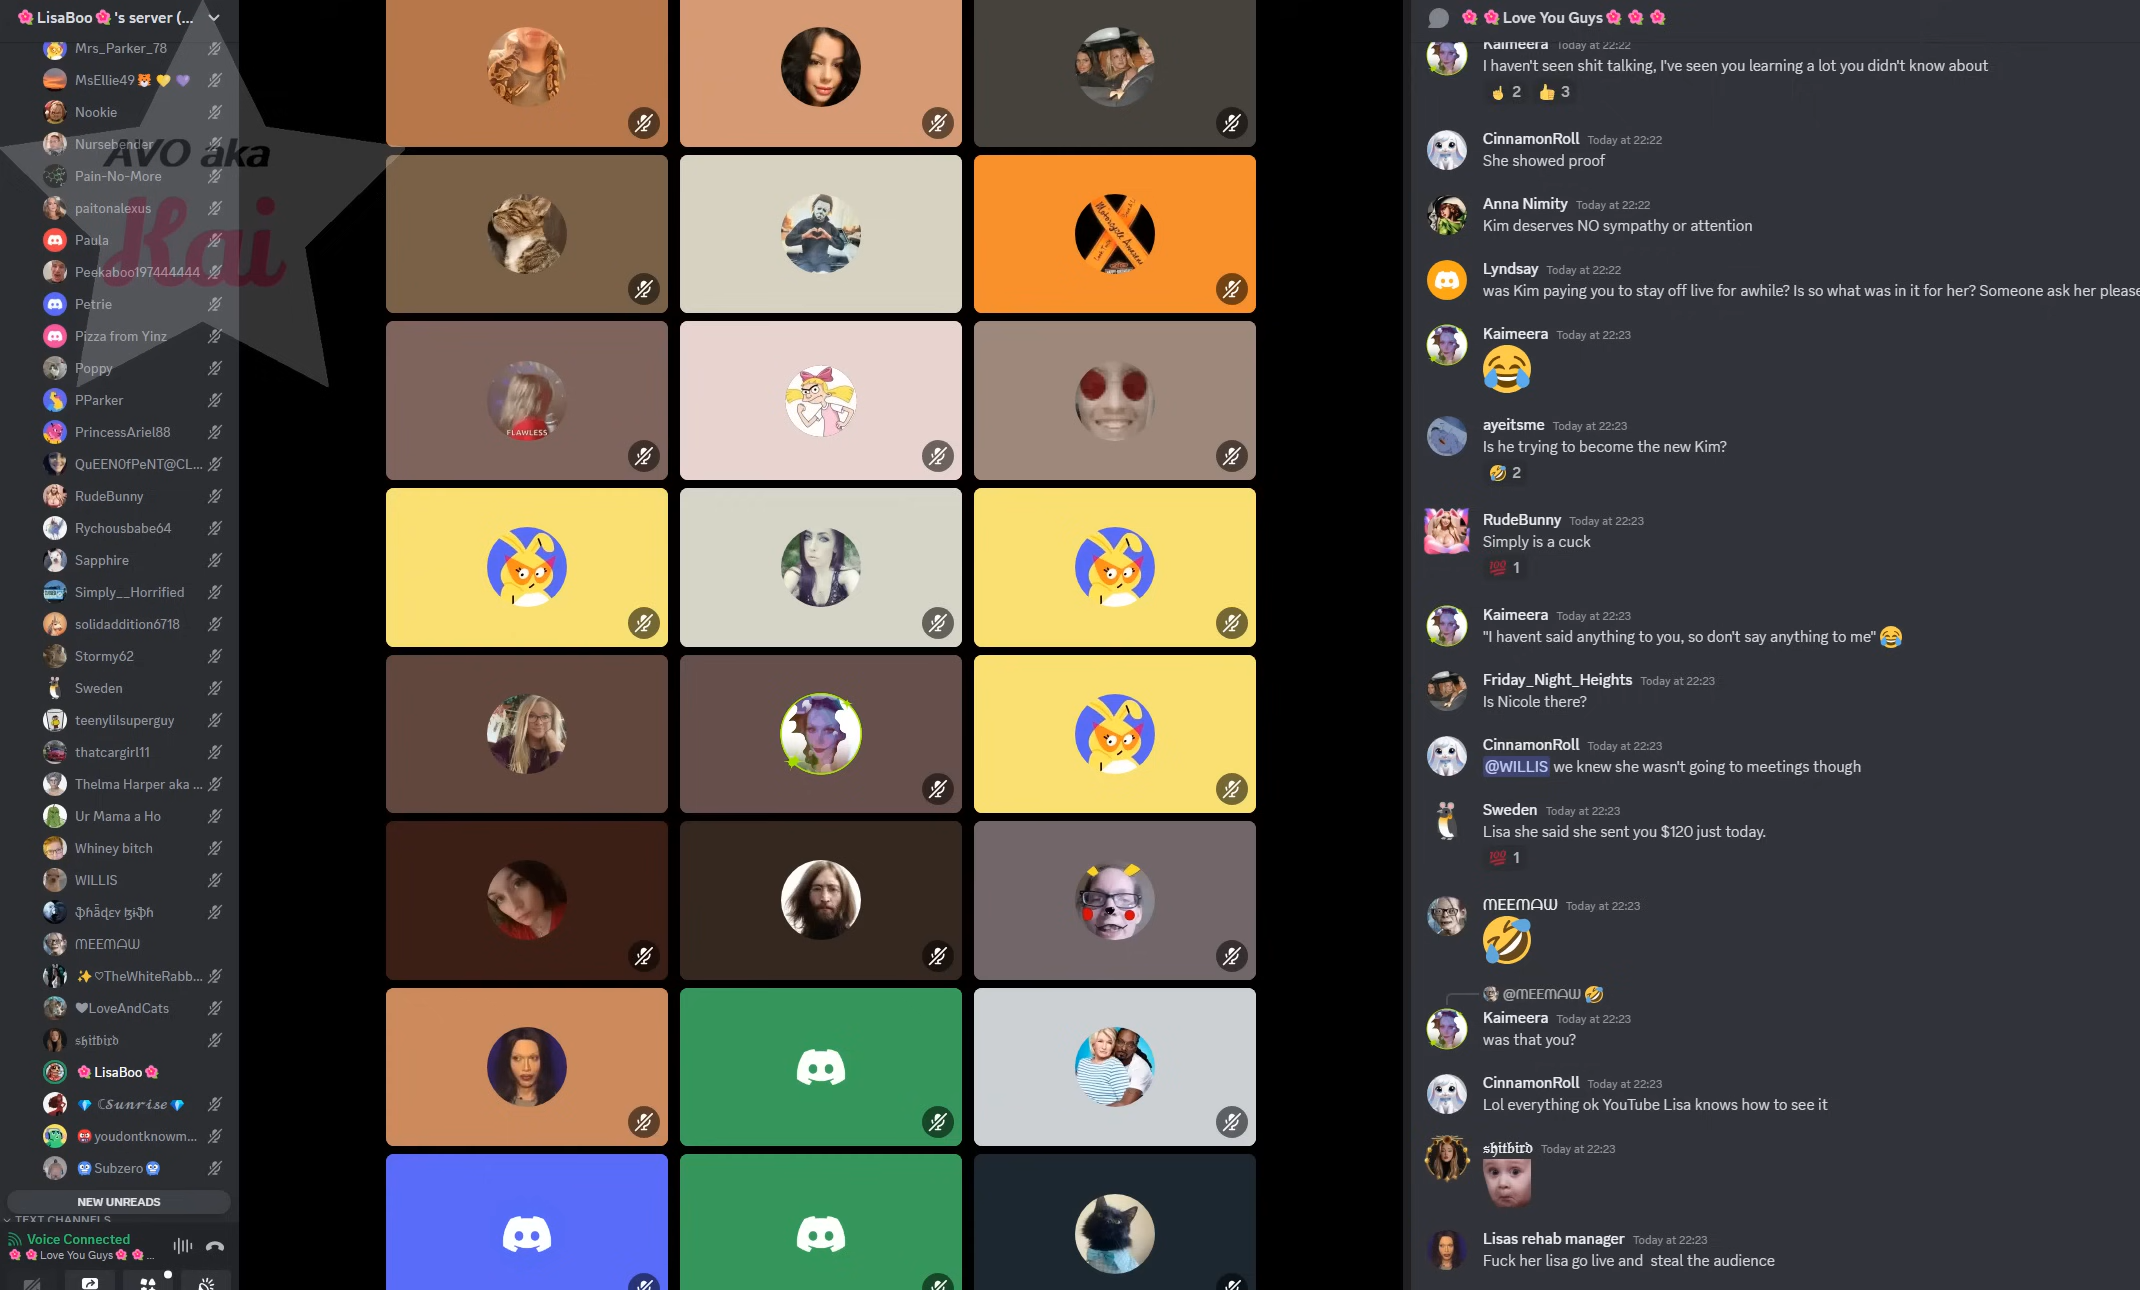 🌺LisaBoo🌺's server (...
Mrs_Parker_78
MsEllie49🐯💛💜
Nookie
Nursebender
Pain-No-More
paitonalexus
Paula
Peekaboo197444444
Petrie
Pizza from Yinz
Poppy
PParker
PrincessAriel88
QuEEN0fPeNT@CL...
RudeBunny
Rychousbabe64
Sapphire
Simply__Horrified
solidaddition6718
Stormy62
Sweden
teenylilsuperguy
thatcargirl11
Thelma Harper aka ...
Ur Mama a Ho
Whiney bitch
WILLIS
ᗰEEᗰᗩᗯ
✨♡TheWhiteRabb...
🖤LoveAndCats
𝔰𝔥𝔦𝔱𝔟𝔦𝔯𝔡
🌺LisaBoo🌺
💎☾𝓢𝓾𝓷𝓻𝓲𝓼𝓮💎
👹youdontknowm...
🥶Subzero🥶
NEW UNREADS
TEXT CHANNELS
Voice Connected
🌺🌺Love You Guys🌺🌺...
AVO aka
Kai
FLAWLESS
🌺🌺Love You Guys🌺🌺🌺
Kaimeera Today at 22:22
I haven't seen shit talking, I've seen you learning a lot you didn't know about
☝️ 2 👍 3
CinnamonRoll Today at 22:22
She showed proof
Anna Nimity Today at 22:22
Kim deserves NO sympathy or attention
Lyndsay Today at 22:22
was Kim paying you to stay off live for awhile? Is so what was in it for her? Someone ask her please
Kaimeera Today at 22:23
😂
ayeitsme Today at 22:23
Is he trying to become the new Kim?
🤣 2
RudeBunny Today at 22:23
Simply is a cuck
💯 1
Kaimeera Today at 22:23
"I havent said anything to you, so don't say anything to me" 😂
Friday_Night_Heights Today at 22:23
Is Nicole there?
CinnamonRoll Today at 22:23
@WILLIS we knew she wasn't going to meetings though
Sweden Today at 22:23
Lisa she said she sent you $120 just today.
💯 1
ᗰEEᗰᗩᗯ Today at 22:23
🤣
@ᗰEEᗰᗩᗯ 🤣
Kaimeera Today at 22:23
was that you?
CinnamonRoll Today at 22:23
Lol everything ok YouTube Lisa knows how to see it
𝔰𝔥𝔦𝔱𝔟𝔦𝔯𝔡 Today at 22:23
Lisas rehab manager Today at 22:23
Fuck her lisa go live and  steal the audience